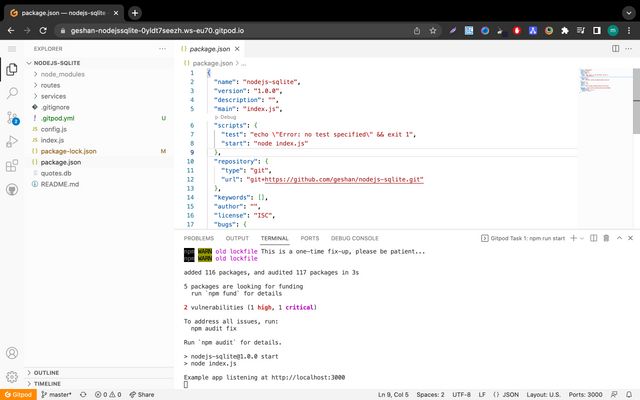 package.json — nodejs-sqlite
geshan-nodejssqlite-0yldt7seezh.ws-eu70.gitpod.io
EXPLORER
NODEJS-SQLITE
node_modules
routes
services
.gitignore
.gitpod.yml U
config.js
index.js
package-lock.json M
package.json
quotes.db
README.md
OUTLINE
TIMELINE
package.json
package.json > ...
1 {
2 "name": "nodejs-sqlite",
3 "version": "1.0.0",
4 "description": "",
5 "main": "index.js",
Debug
6 "scripts": {
7 "test": "echo \"Error: no test specified\" && exit 1",
8 "start": "node index.js"
9 },
10 "repository": {
11 "type": "git",
12 "url": "git+https://github.com/geshan/nodejs-sqlite.git"
13 },
14 "keywords": [],
15 "author": "",
16 "license": "ISC",
17 "bugs": {
PROBLEMS OUTPUT TERMINAL PORTS DEBUG CONSOLE
Gitpod Task 1: npm run start
npm WARN old lockfile This is a one-time fix-up, please be patient...
npm WARN old lockfile
added 116 packages, and audited 117 packages in 3s
5 packages are looking for funding
run `npm fund` for details
2 vulnerabilities (1 high, 1 critical)
To address all issues, run:
npm audit fix
Run `npm audit` for details.
> nodejs-sqlite@1.0.0 start
> node index.js
Example app listening at http://localhost:3000
Gitpod master* 0 0 Share Ln 9, Col 5 Spaces: 2 UTF-8 LF {} JSON Layout: U.S. Ports: 3000